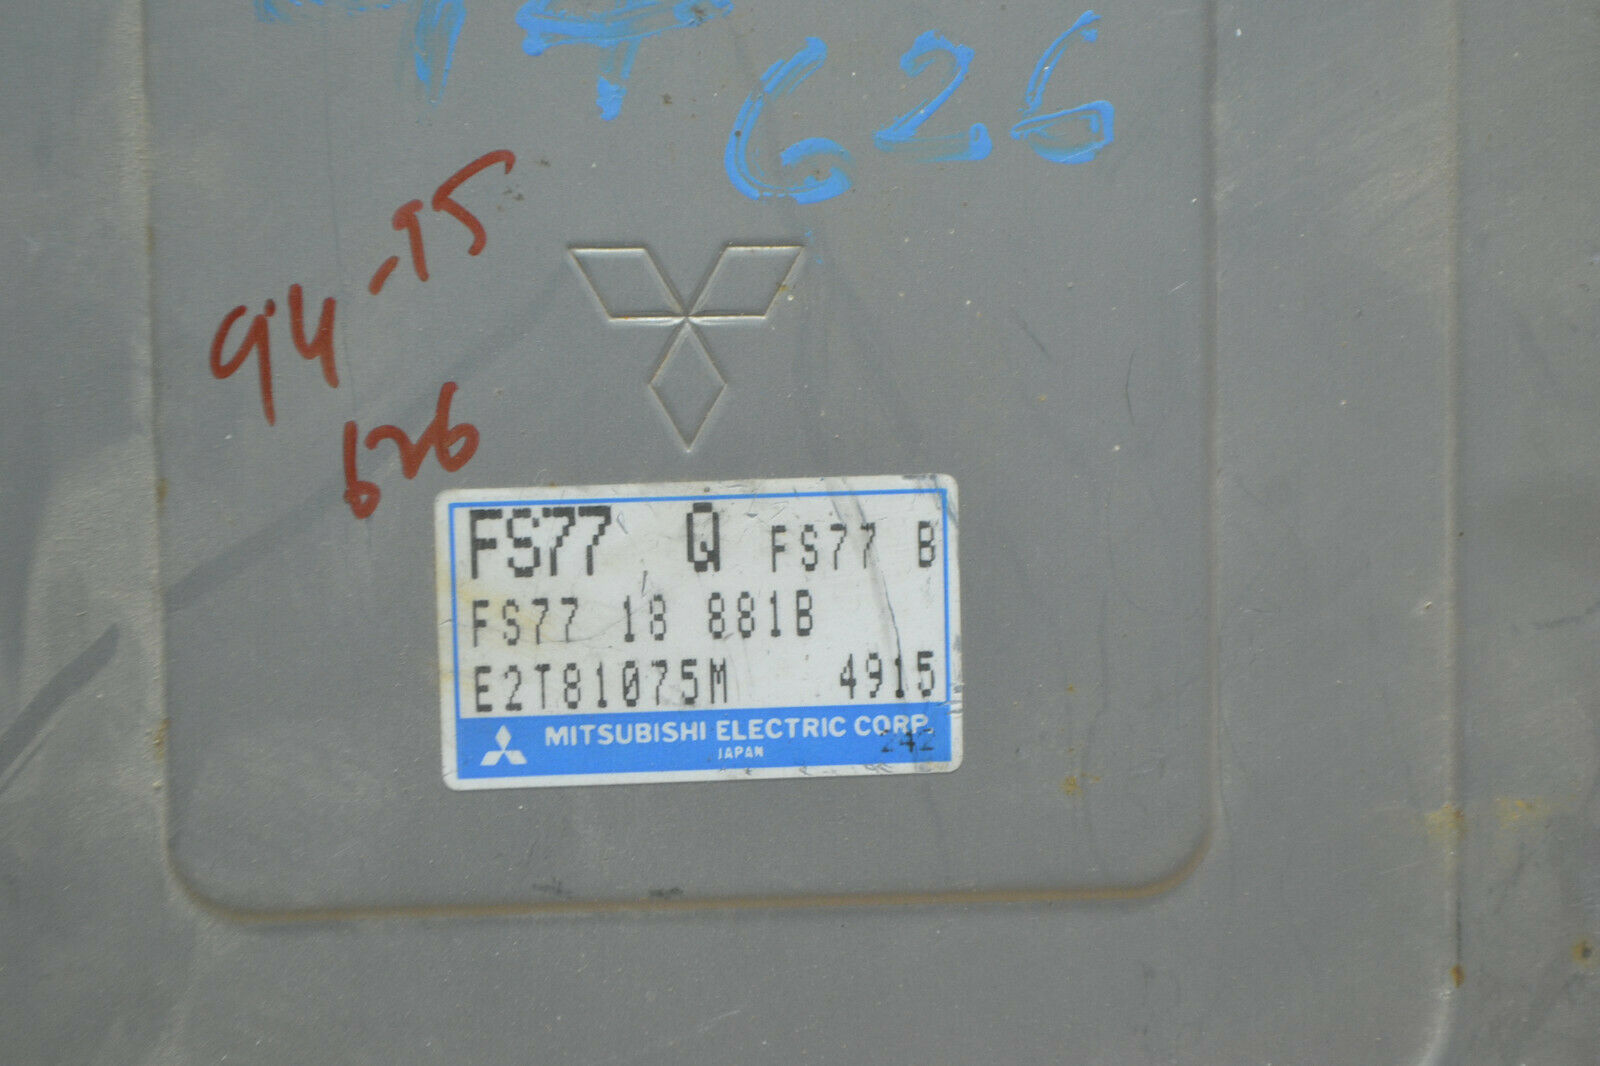 626
94-95
626
FS77 Q FS77 B
FS77 18 881B
E2T81075M 4915
MITSUBISHI ELECTRIC CORP.
JAPAN
242